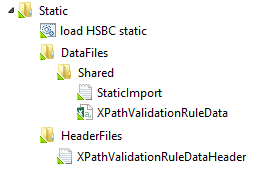 Static
load HSBC static
DataFiles
Shared
StaticImport
XPathValidationRuleData
HeaderFiles
XPathValidationRuleDataHeader